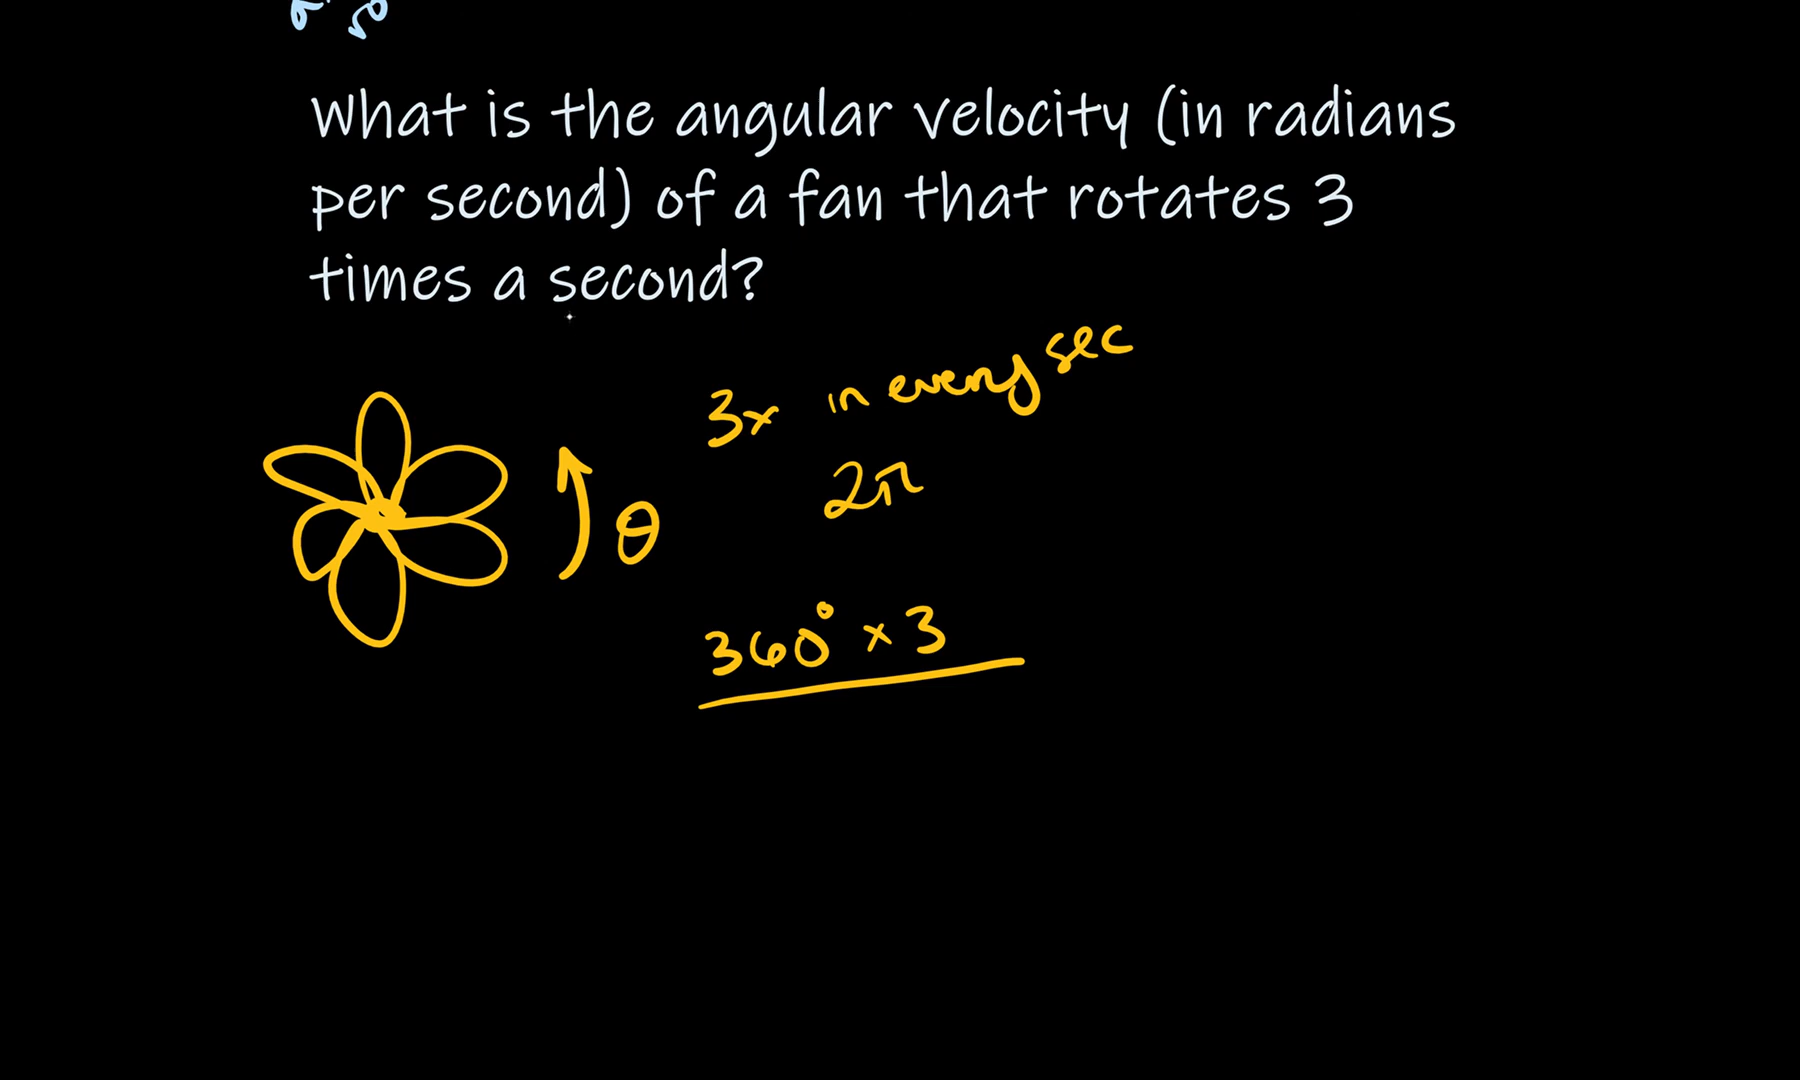 What is the angular velocity (in radians
per second) of a fan that rotates 3
times a second?
3x in every sec
2π
θ
360° x 3